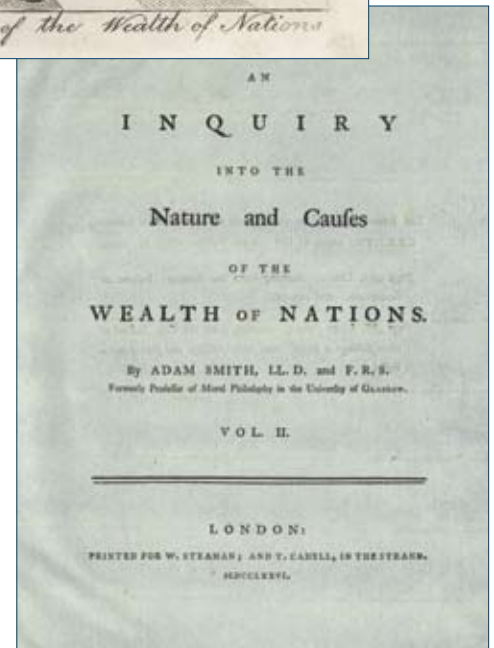 of the Wealth of Nations
AN
INQUIRY
INTO THE
Nature and Cauſes
OF THE
WEALTH OF NATIONS.
By ADAM SMITH, LL.D. and F.R.S.
Formerly Profeſſor of Moral Philoſophy in the Univerſity of GLASGOW.
VOL. II.
LONDON:
PRINTED FOR W. STRAHAN; AND T. CADELL, IN THE STRAND.
MDCCLXXVI.